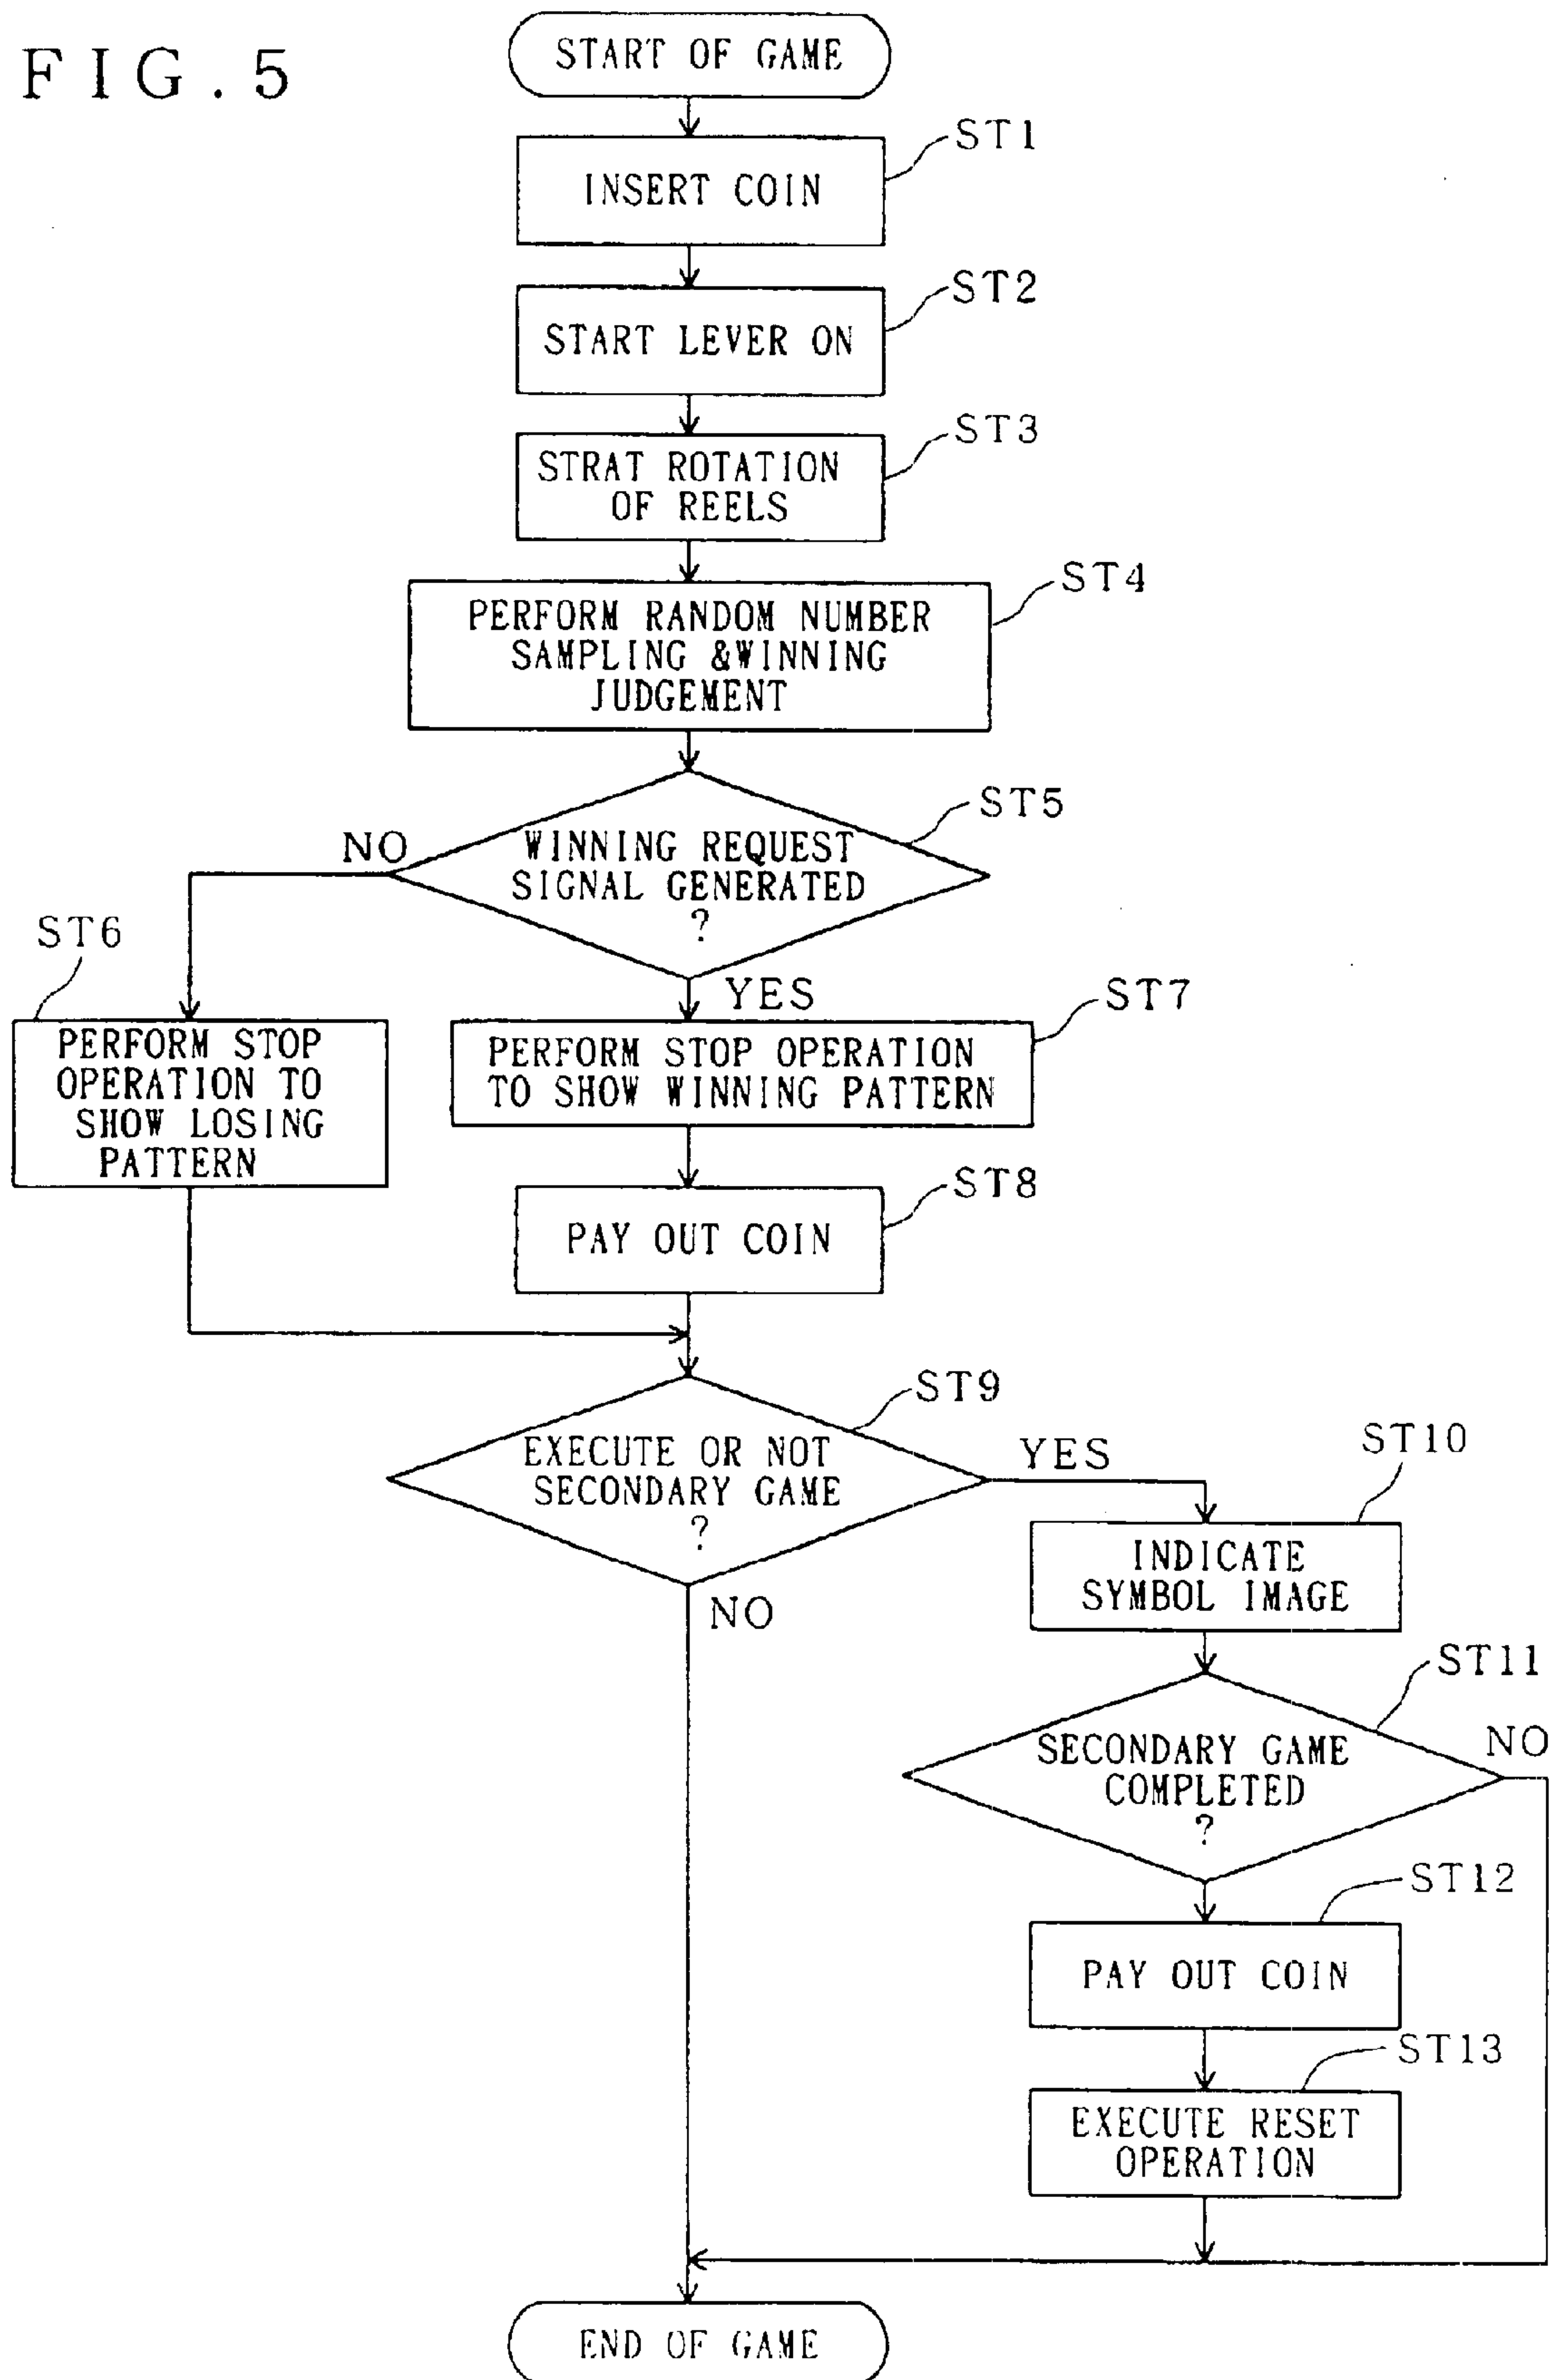 FIG.5
START OF GAME
ST1
INSERT COIN
ST2
START LEVER ON
ST3
STRAT ROTATION
OF REELS
ST4
PERFORM RANDOM NUMBER
SAMPLING &WINNING
JUDGEMENT
ST5
WINNING REQUEST
SIGNAL GENERATED
?
NO
YES
ST6
PERFORM STOP
OPERATION TO
SHOW LOSING
PATTERN
ST7
PERFORM STOP OPERATION
TO SHOW WINNING PATTERN
ST8
PAY OUT COIN
ST9
EXECUTE OR NOT
SECONDARY GAME
?
YES
NO
ST10
INDICATE
SYMBOL IMAGE
ST11
SECONDARY GAME
COMPLETED
?
NO
ST12
PAY OUT COIN
ST13
EXECUTE RESET
OPERATION
END OF GAME